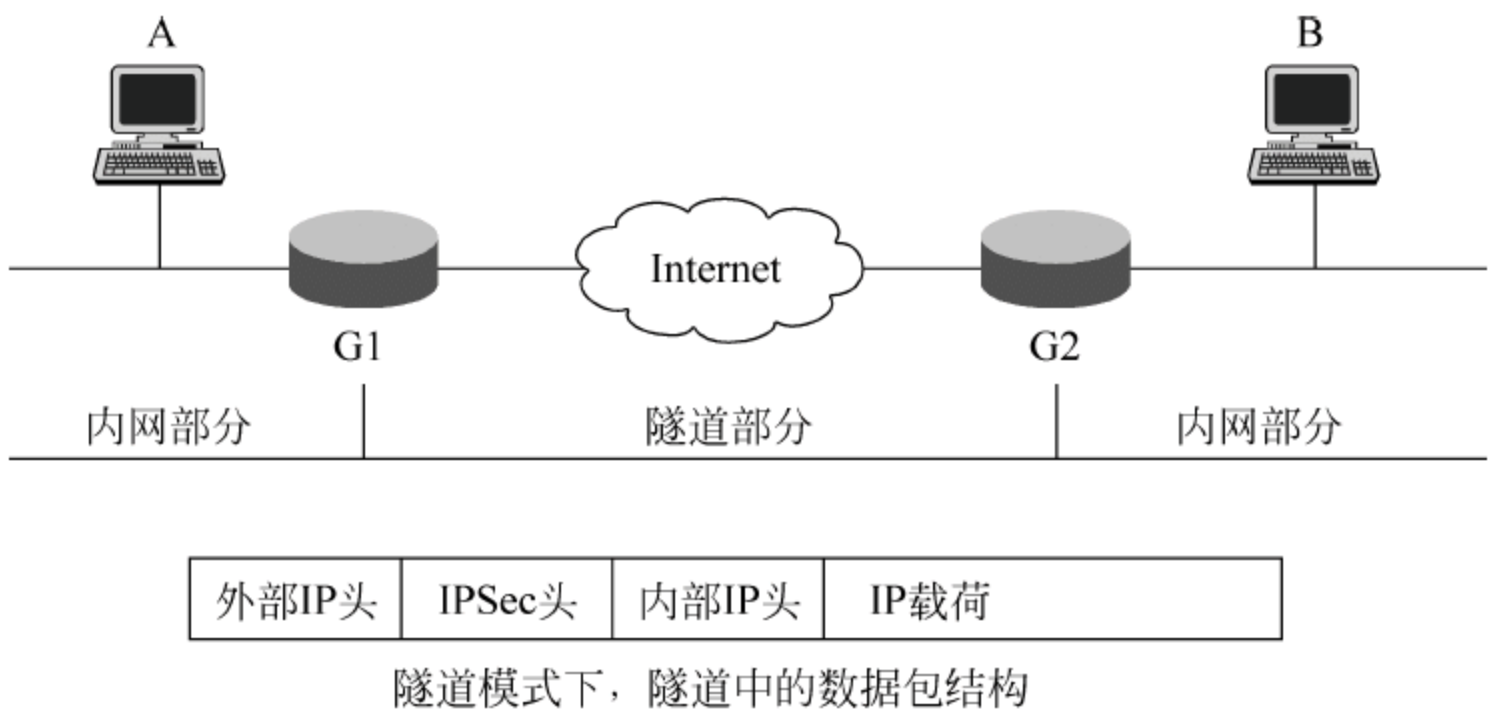 A B
Internet
G1 G2
内网部分 隧道部分 内网部分
外部IP头 IPSec头 内部IP头 IP载荷
隧道模式下，隧道中的数据包结构